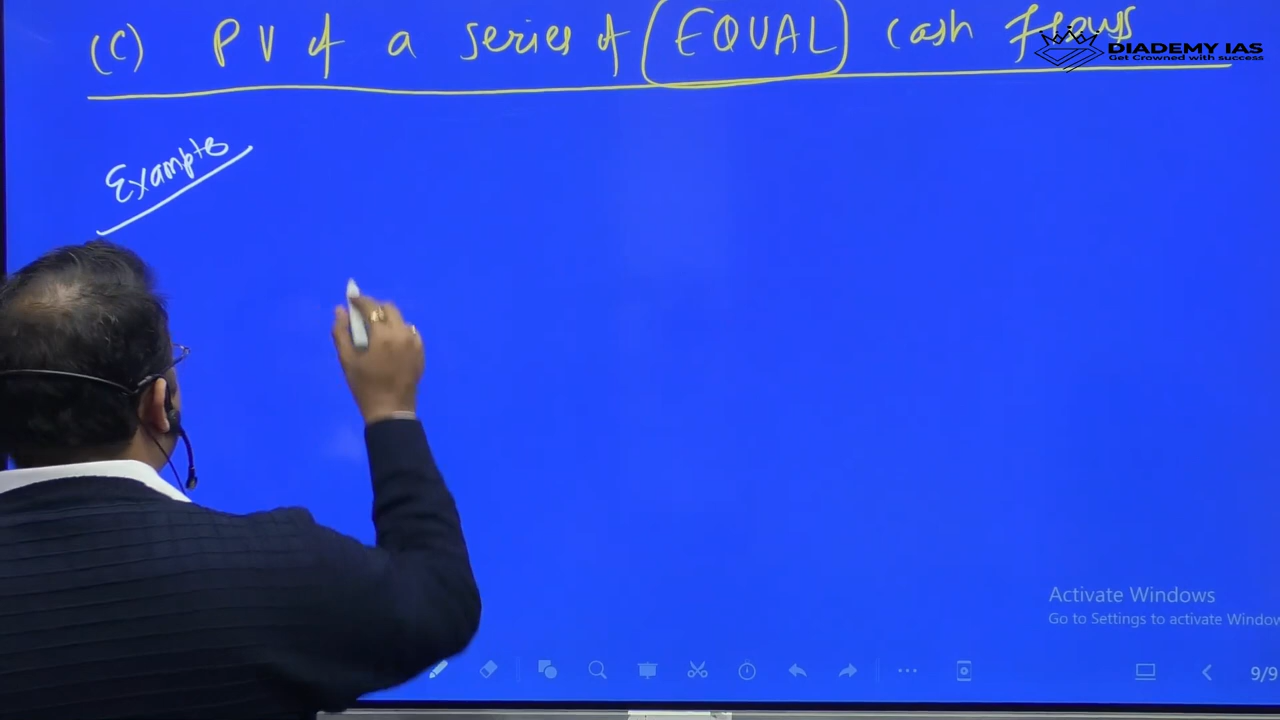 (C) PV of a series of EQUAL cash flows
DIADEMY IAS
Get Crowned with success
Example
Activate Windows
Go to Settings to activate Window
9/9